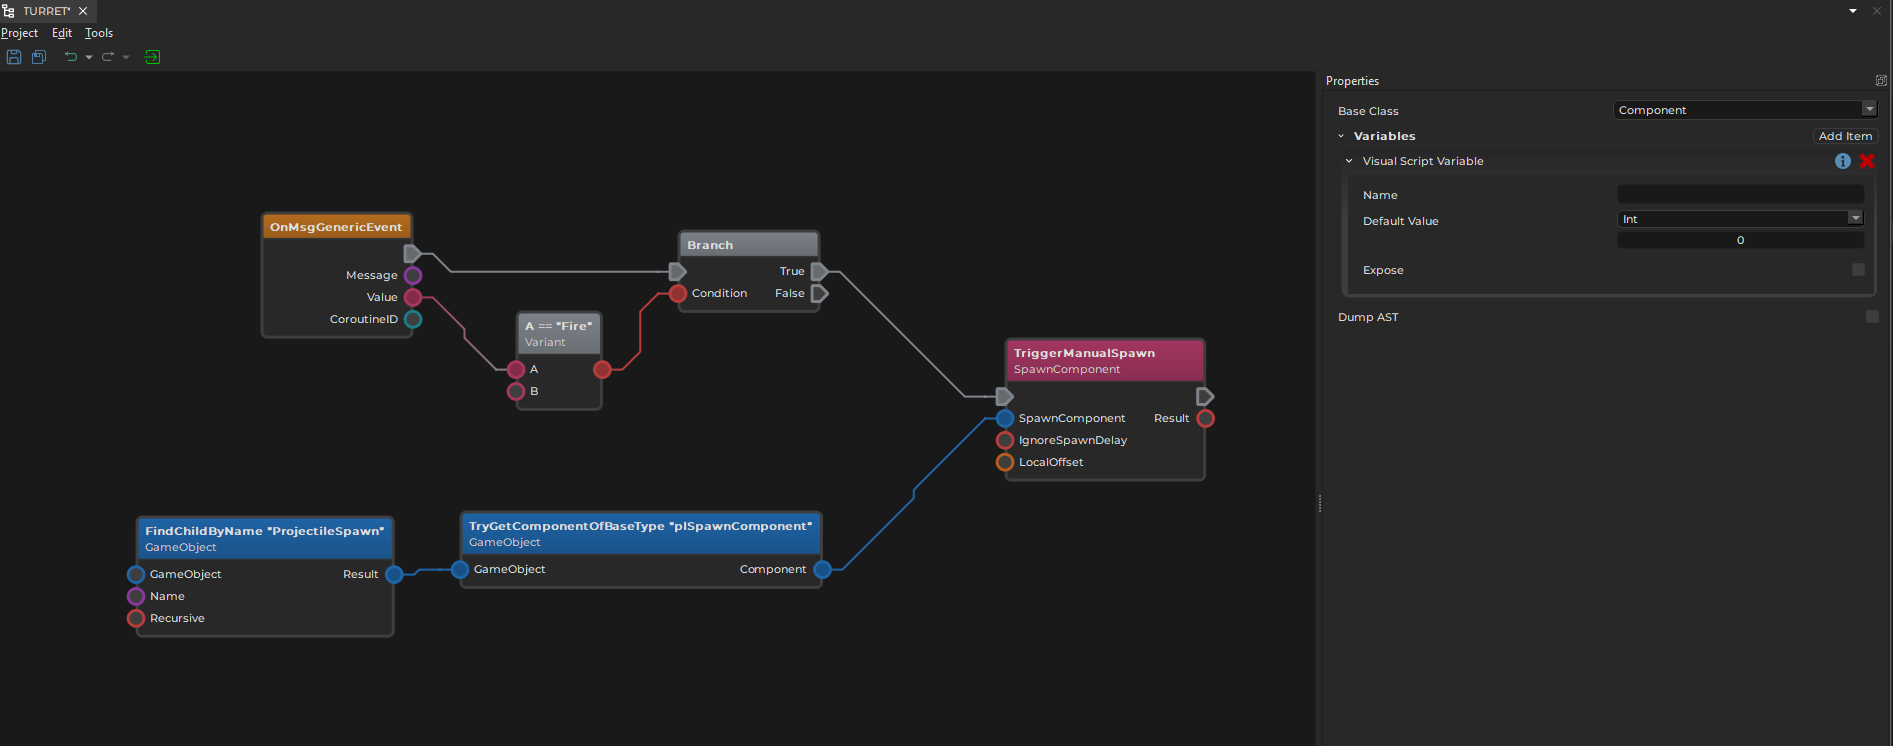 TURRET*
Project Edit Tools
OnMsgGenericEvent
Message
Value
CoroutineID
A == "Fire"
Variant
A
B
Branch
True
Condition
False
TriggerManualSpawn
SpawnComponent
SpawnComponent
Result
IgnoreSpawnDelay
LocalOffset
FindChildByName "ProjectileSpawn"
GameObject
GameObject
Result
Name
Recursive
TryGetComponentOfBaseType "plSpawnComponent"
GameObject
GameObject
Component
Properties
Base Class
Component
Variables
Add Item
Visual Script Variable
Name
Default Value
Int
0
Expose
Dump AST